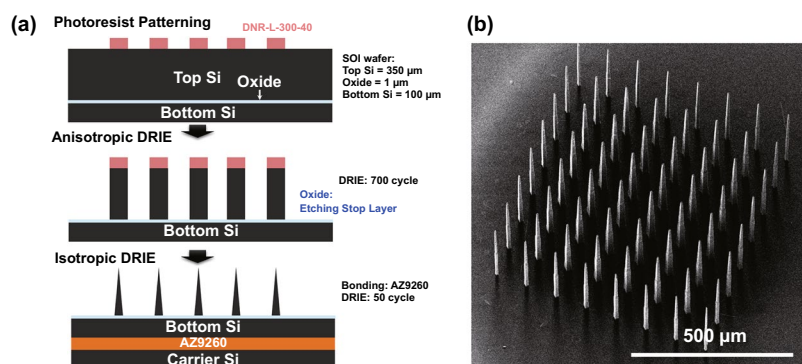 (a)
Photoresist Patterning
DNR-L-300-40
SOI wafer:
Top Si = 350 µm
Oxide = 1 µm
Bottom Si = 100 µm
Top Si
Oxide
Bottom Si
Anisotropic DRIE
DRIE: 700 cycle
Oxide:
Etching Stop Layer
Bottom Si
Isotropic DRIE
Bonding: AZ9260
DRIE: 50 cycle
Bottom Si
AZ9260
Carrier Si
(b)
500 µm